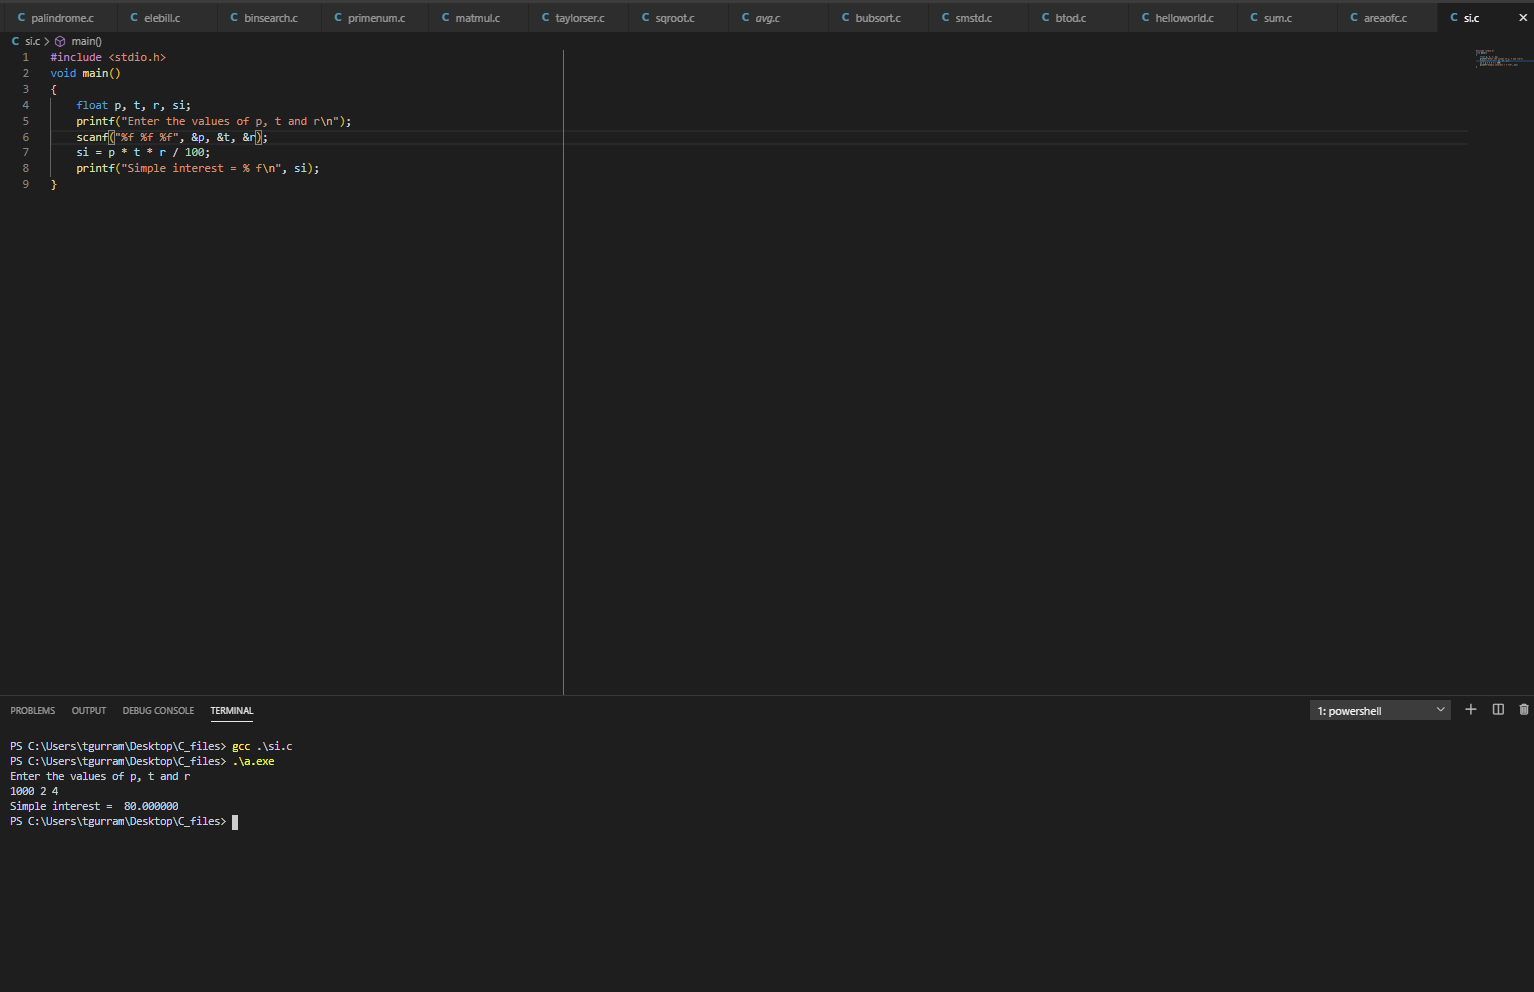 C palindrome.c C elebill.c C binsearch.c C primenum.c C matmul.c C taylorser.c C sqroot.c C avg.c C bubsort.c C smstd.c C btod.c C helloworld.c C sum.c C areaofc.c C si.c ×
C si.c > main()
1 #include <stdio.h>
2 void main()
3 {
4 float p, t, r, si;
5 printf("Enter the values of p, t and r\n");
6 scanf("%f %f %f", &p, &t, &r);
7 si = p * t * r / 100;
8 printf("Simple interest = % f\n", si);
9 }
PROBLEMS OUTPUT DEBUG CONSOLE TERMINAL 1: powershell
PS C:\Users\tgurram\Desktop\C_files> gcc .\si.c
PS C:\Users\tgurram\Desktop\C_files> .\a.exe
Enter the values of p, t and r
1000 2 4
Simple interest =  80.000000
PS C:\Users\tgurram\Desktop\C_files>